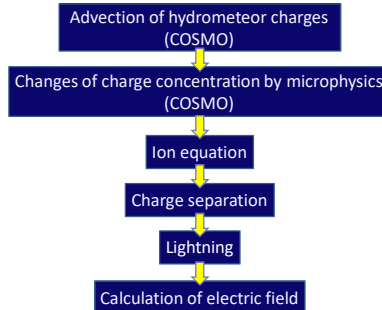 Advection of hydrometeor charges
(COSMO)
Changes of charge concentration by microphysics
(COSMO)
Ion equation
Charge separation
Lightning
Calculation of electric field